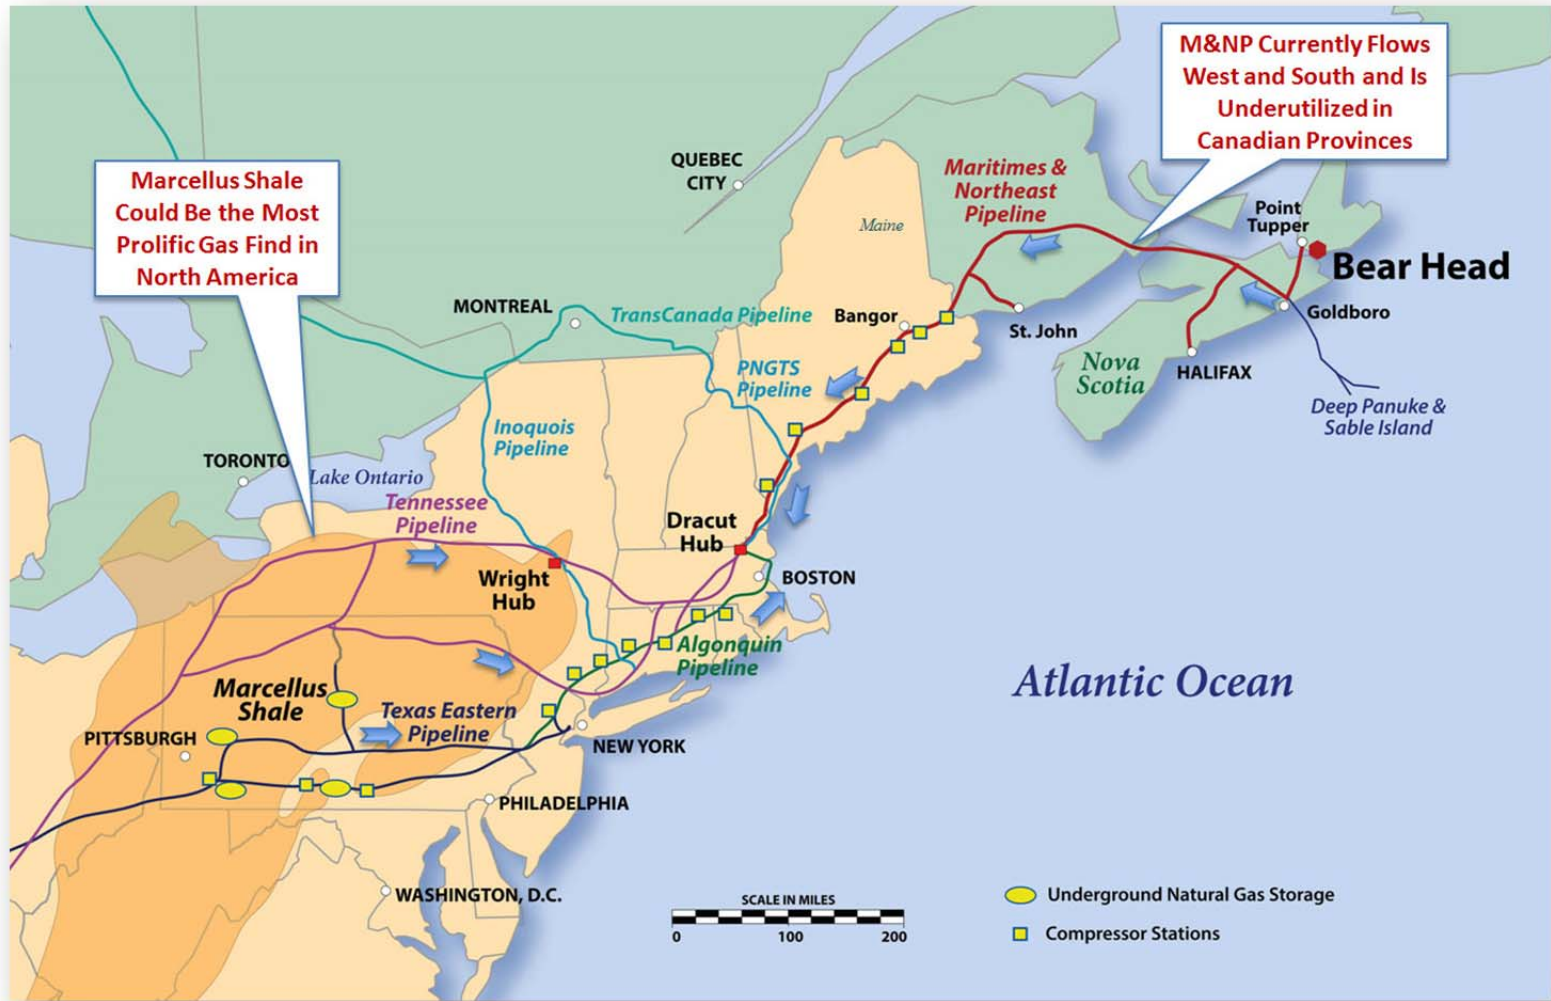 M&NP Currently Flows
West and South and Is
Underutilized in
Canadian Provinces
Marcellus Shale
Could Be the Most
Prolific Gas Find in
North America
QUEBEC
CITY
Maritimes &
Northeast
Pipeline
Maine
Point
Tupper
Bear Head
Goldboro
MONTREAL
TransCanada Pipeline
Bangor
St. John
Nova
Scotia
HALIFAX
Deep Panuke &
Sable Island
PNGTS
Pipeline
Inoquois
Pipeline
TORONTO
Lake Ontario
Tennessee
Pipeline
Dracut
Hub
Wright
Hub
BOSTON
Algonquin
Pipeline
Marcellus
Shale
Texas Eastern
Pipeline
Atlantic Ocean
PITTSBURGH
NEW YORK
PHILADELPHIA
WASHINGTON, D.C.
SCALE IN MILES
0 100 200
Underground Natural Gas Storage
Compressor Stations